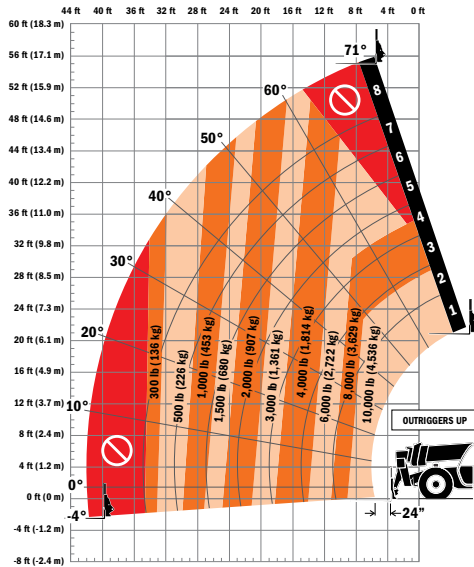 44 ft 40 ft 36 ft 32 ft 28 ft 24 ft 20 ft 16 ft 12 ft 8 ft 4 ft 0 ft
60 ft (18.3 m)
56 ft (17.1 m)
52 ft (15.9 m)
48 ft (14.6 m)
44 ft (13.4 m)
40 ft (12.2 m)
36 ft (11.0 m)
32 ft (9.8 m)
28 ft (8.5 m)
24 ft (7.3 m)
20 ft (6.1 m)
16 ft (4.9 m)
12 ft (3.7 m)
8 ft (2.4 m)
4 ft (1.2 m)
0 ft (0 m)
-4 ft (-1.2 m)
-8 ft (-2.4 m)
71°
60°
50°
40°
30°
20°
10°
0°
-4°
8
7
6
5
4
3
2
1
300 lb (136 kg)
500 lb (226 kg)
1,000 lb (453 kg)
1,500 lb (680 kg)
2,000 lb (907 kg)
3,000 lb (1,361 kg)
4,000 lb (1,814 kg)
6,000 lb (2,722 kg)
8,000 lb (3,629 kg)
10,000 lb (4,536 kg)
OUTRIGGERS UP
24"